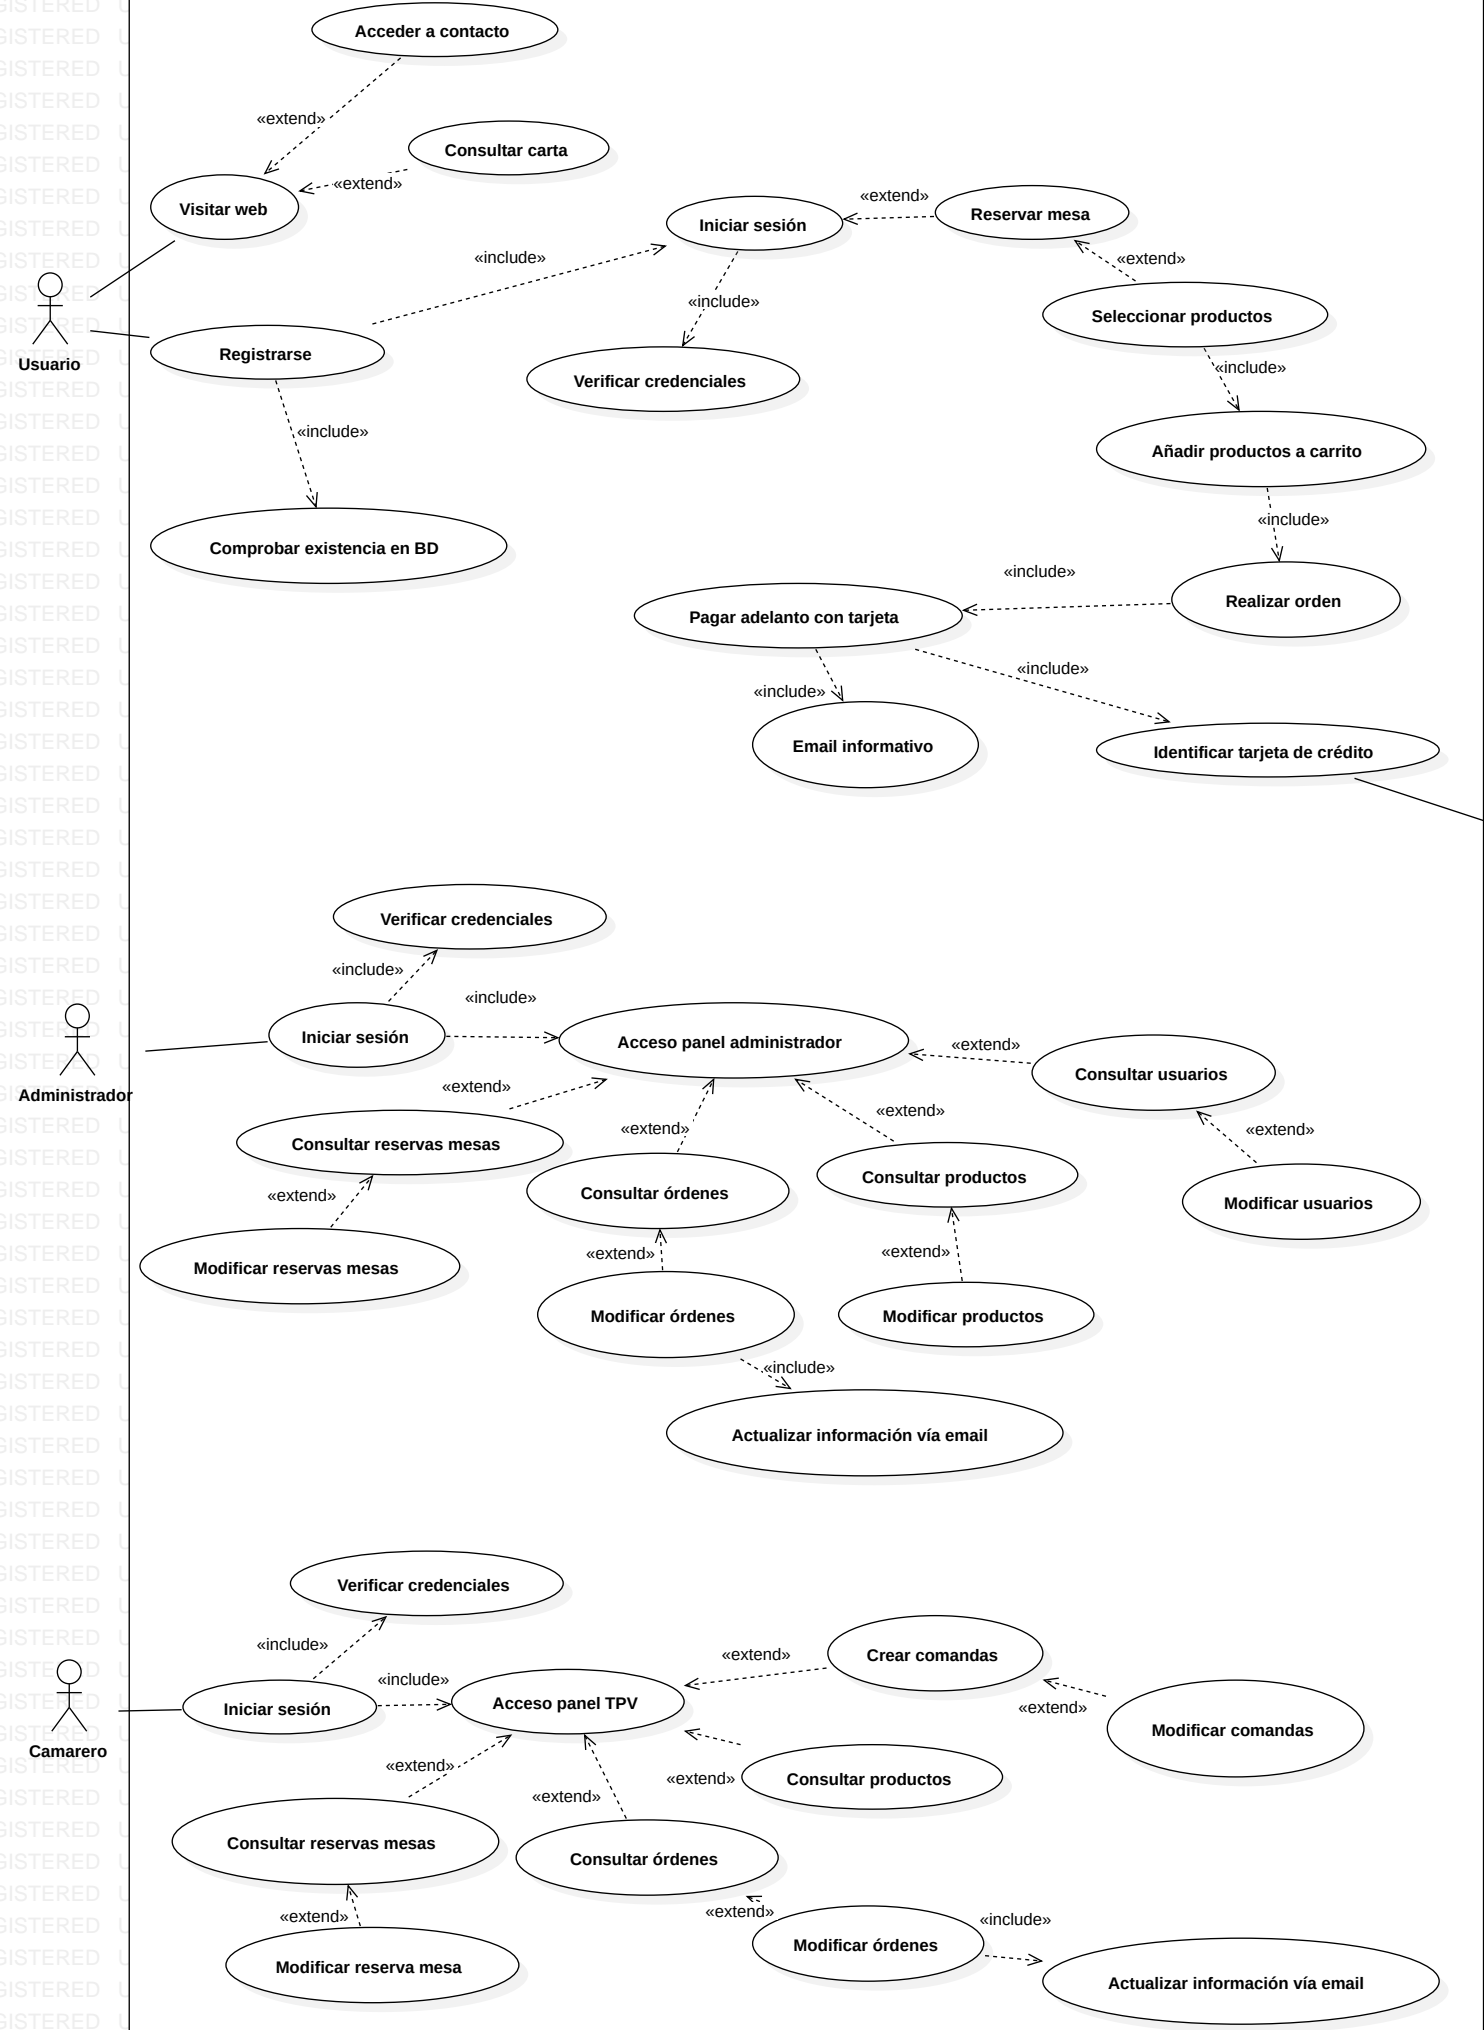 Acceder a contacto
«extend»
Consultar carta
«extend»
Visitar web
Iniciar sesión
«extend»
Reservar mesa
«include»
«extend»
«include»
Seleccionar productos
Usuario
Registrarse
Verificar credenciales
«include»
«include»
Añadir productos a carrito
«include»
Comprobar existencia en BD
«include»
Realizar orden
Pagar adelanto con tarjeta
«include»
«include»
Email informativo
Identificar tarjeta de crédito
Verificar credenciales
«include»
«include»
Iniciar sesión
Acceso panel administrador
«extend»
Consultar usuarios
Administrador
«extend»
«extend»
«extend»
«extend»
Consultar reservas mesas
Consultar órdenes
Consultar productos
Modificar usuarios
«extend»
«extend»
«extend»
Modificar reservas mesas
Modificar órdenes
Modificar productos
«include»
Actualizar información vía email
Verificar credenciales
«include»
«extend»
Crear comandas
«include»
Iniciar sesión
Acceso panel TPV
«extend»
Modificar comandas
Camarero
«extend»
«extend»
Consultar productos
«extend»
Consultar reservas mesas
Consultar órdenes
«extend»
«extend»
«include»
Modificar reserva mesa
Modificar órdenes
Actualizar información vía email